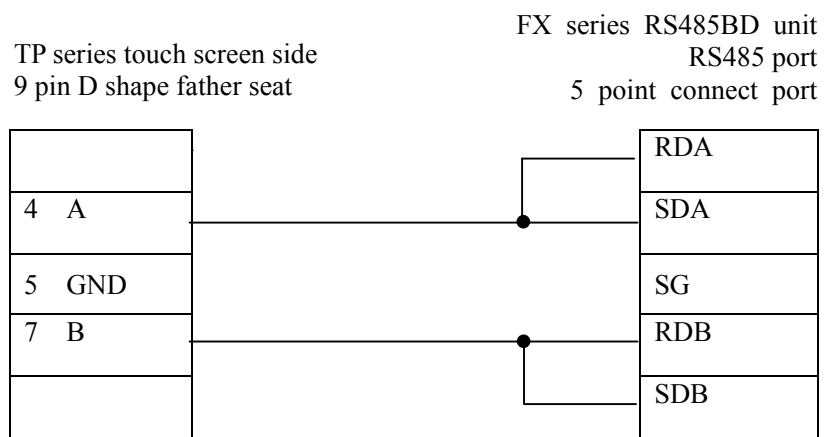 TP series touch screen side
9 pin D shape father seat
FX series RS485BD unit
RS485 port
5 point connect port
RDA
4 A
SDA
5 GND
SG
7 B
RDB
SDB